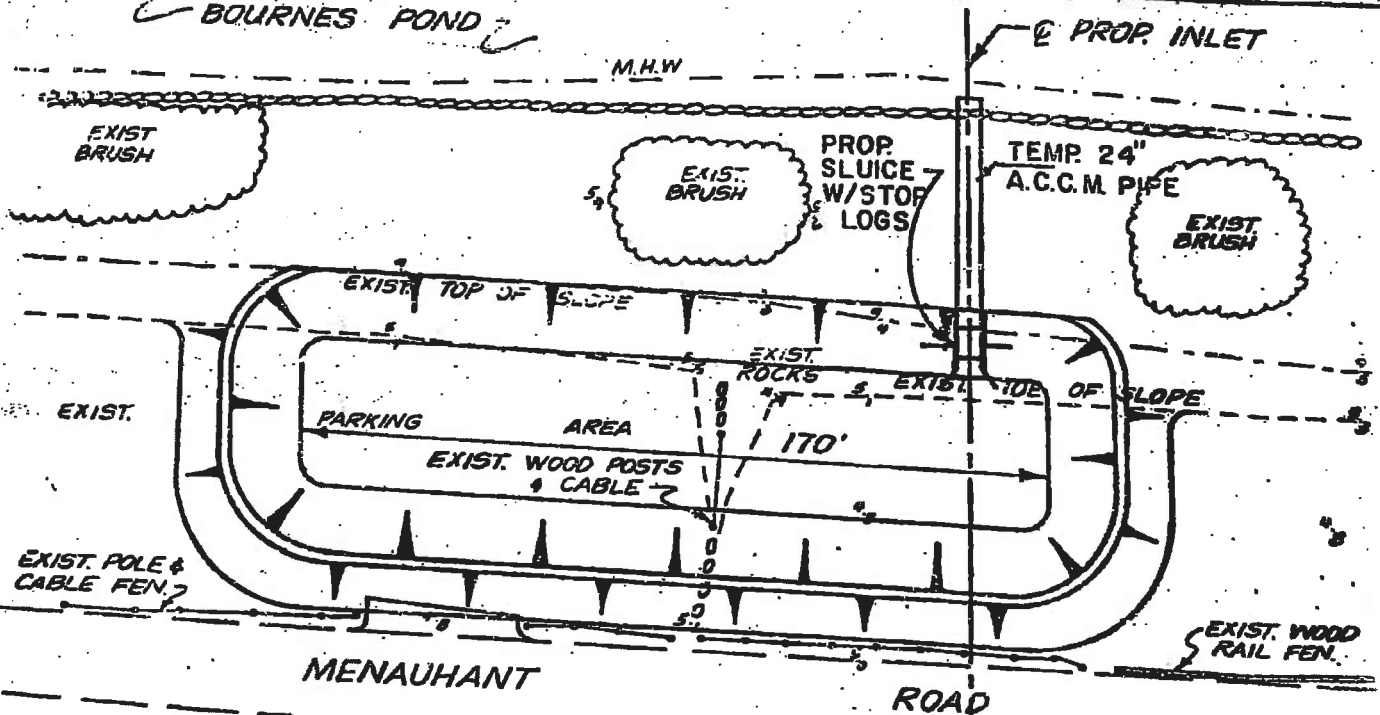 BOURNES POND
℄ PROP. INLET
M.H.W
EXIST
BRUSH
EXIST.
BRUSH
PROP.
SLUICE
W/STOP
LOGS
TEMP. 24"
A.C.C.M. PIPE
EXIST.
BRUSH
EXIST. TOP OF SLOPE
EXIST.
ROCKS
EXIST. TOE OF SLOPE
EXIST.
PARKING AREA
170'
EXIST. WOOD POSTS
& CABLE
EXIST. POLE &
CABLE FEN.
EXIST. WOOD
RAIL FEN.
MENAUHANT ROAD